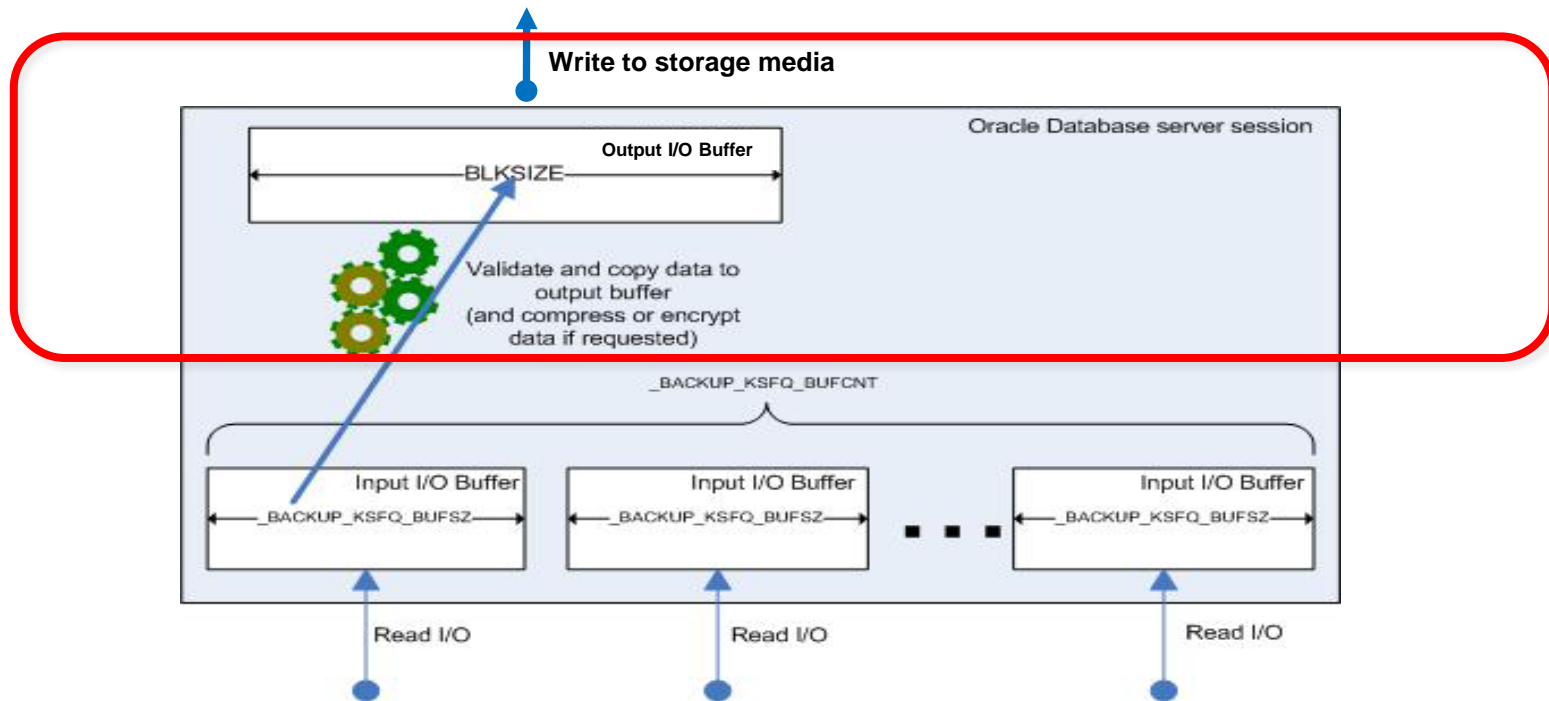 Write to storage media
Oracle Database server session
Output I/O Buffer
BLKSIZE
Validate and copy data to
output buffer
(and compress or encrypt
data if requested)
_BACKUP_KSFQ_BUFCNT
Input I/O Buffer
_BACKUP_KSFQ_BUFSZ
Input I/O Buffer
_BACKUP_KSFQ_BUFSZ
Input I/O Buffer
_BACKUP_KSFQ_BUFSZ
Read I/O
Read I/O
Read I/O